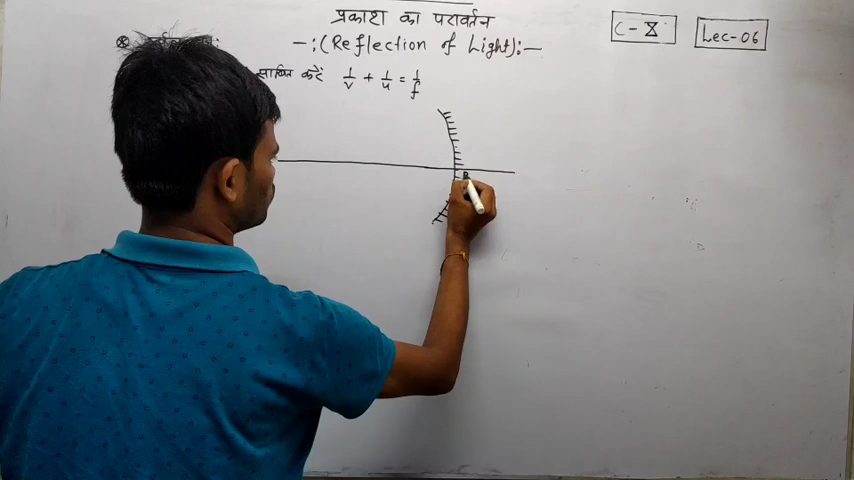 प्रकाश का परावर्तन
C-X
Lec-06
-:(Reflection of Light):-
साबित करें 1/v + 1/u = 1/f